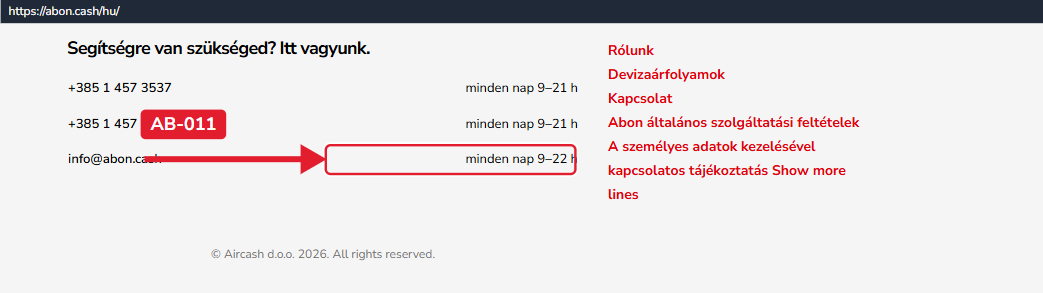 https://abon.cash/hu/
Segítségre van szükséged? Itt vagyunk.
+385 1 457 3537
minden nap 9–21 h
+385 1 457
AB-011
minden nap 9–21 h
info@abon.cash
minden nap 9–22 h
Rólunk
Devizaárfolyamok
Kapcsolat
Abon általános szolgáltatási feltételek
A személyes adatok kezelésével
kapcsolatos tájékoztatás Show more
lines
© Aircash d.o.o. 2026. All rights reserved.